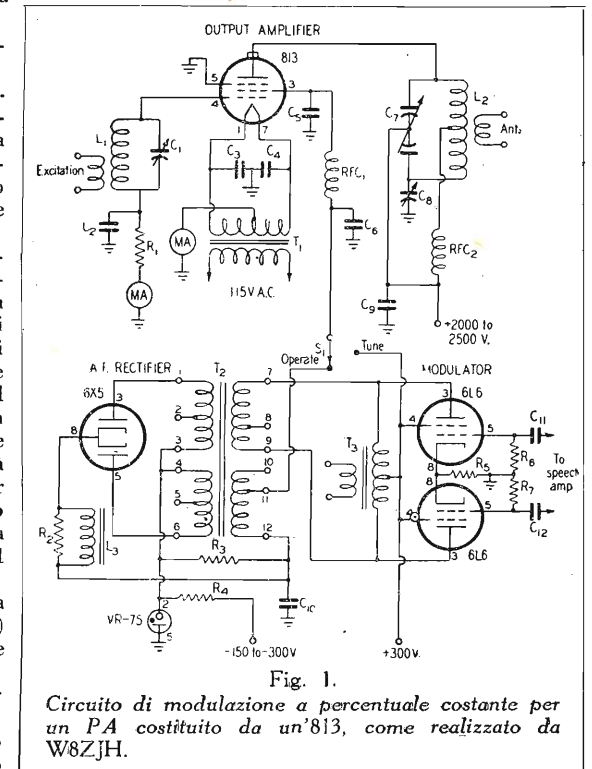 OUTPUT AMPLIFIER
813
5
4
3
1
7
C5
C3
C4
L1
C1
Excitation
L2
R1
MA
MA
T1
115V A.C.
RFC1
C6
C7
L2
Ant.
C8
RFC2
C9
+2000 to
2500 V.
S1
Operate
Tune
A.F. RECTIFIER
6X5
3
8
5
1
2
3
4
5
6
T2
7
8
9
10
11
12
R2
L3
R3
R4
C10
VR-75
2
5
-150 to-300V
T3
MODULATOR
6L6
3
4
5
8
R5
8
4
5
3
6L6
C11
R6
R7
C12
To
speech
amp
+300V.
Fig. 1.
Circuito di modulazione a percentuale costante per
un PA costituito da un'813, come realizzato da
W8ZJH.